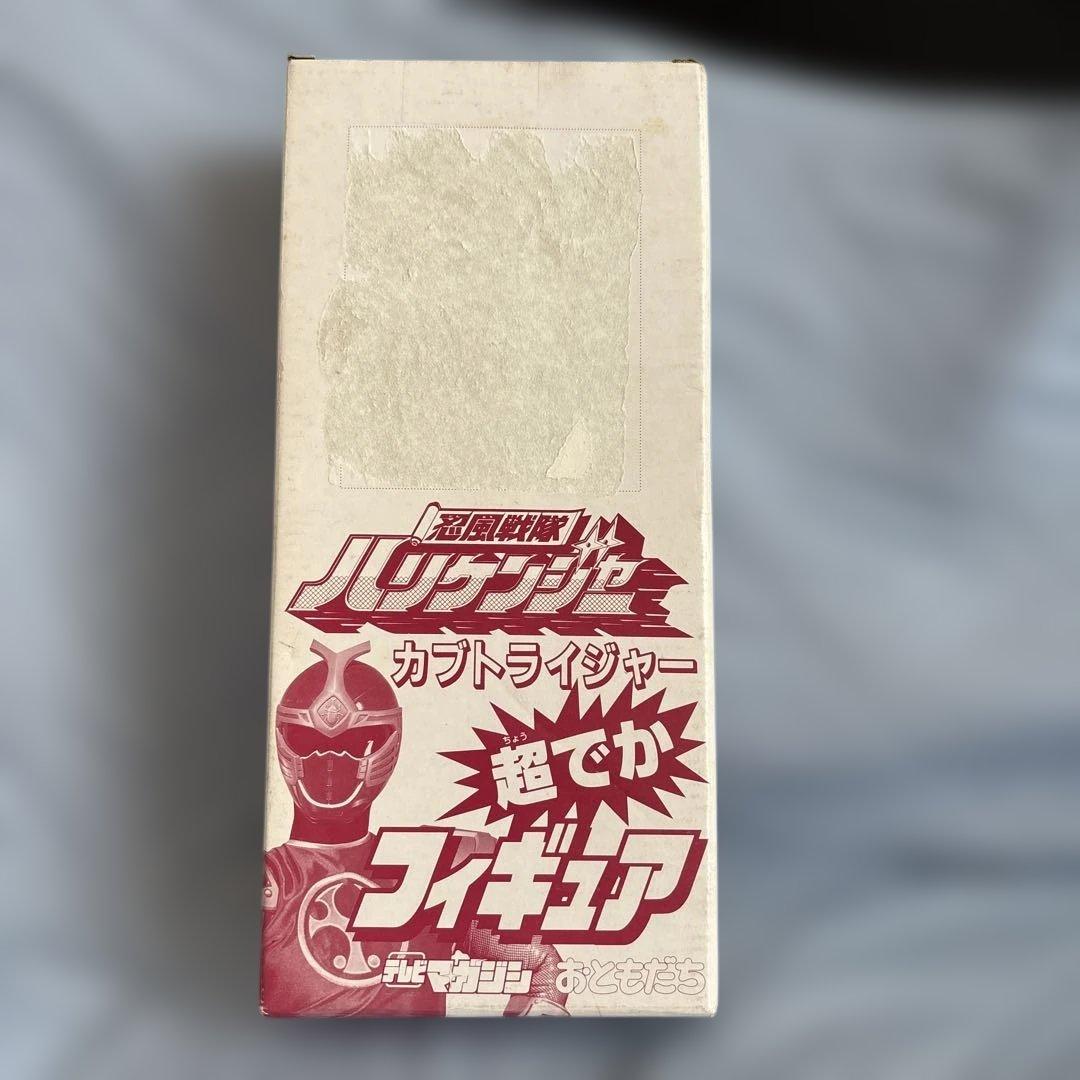 忍風戦隊
ハリケンジャー
カブトライジャー
ちょう
超でか
フィギュア
テレビマガジン おともだち